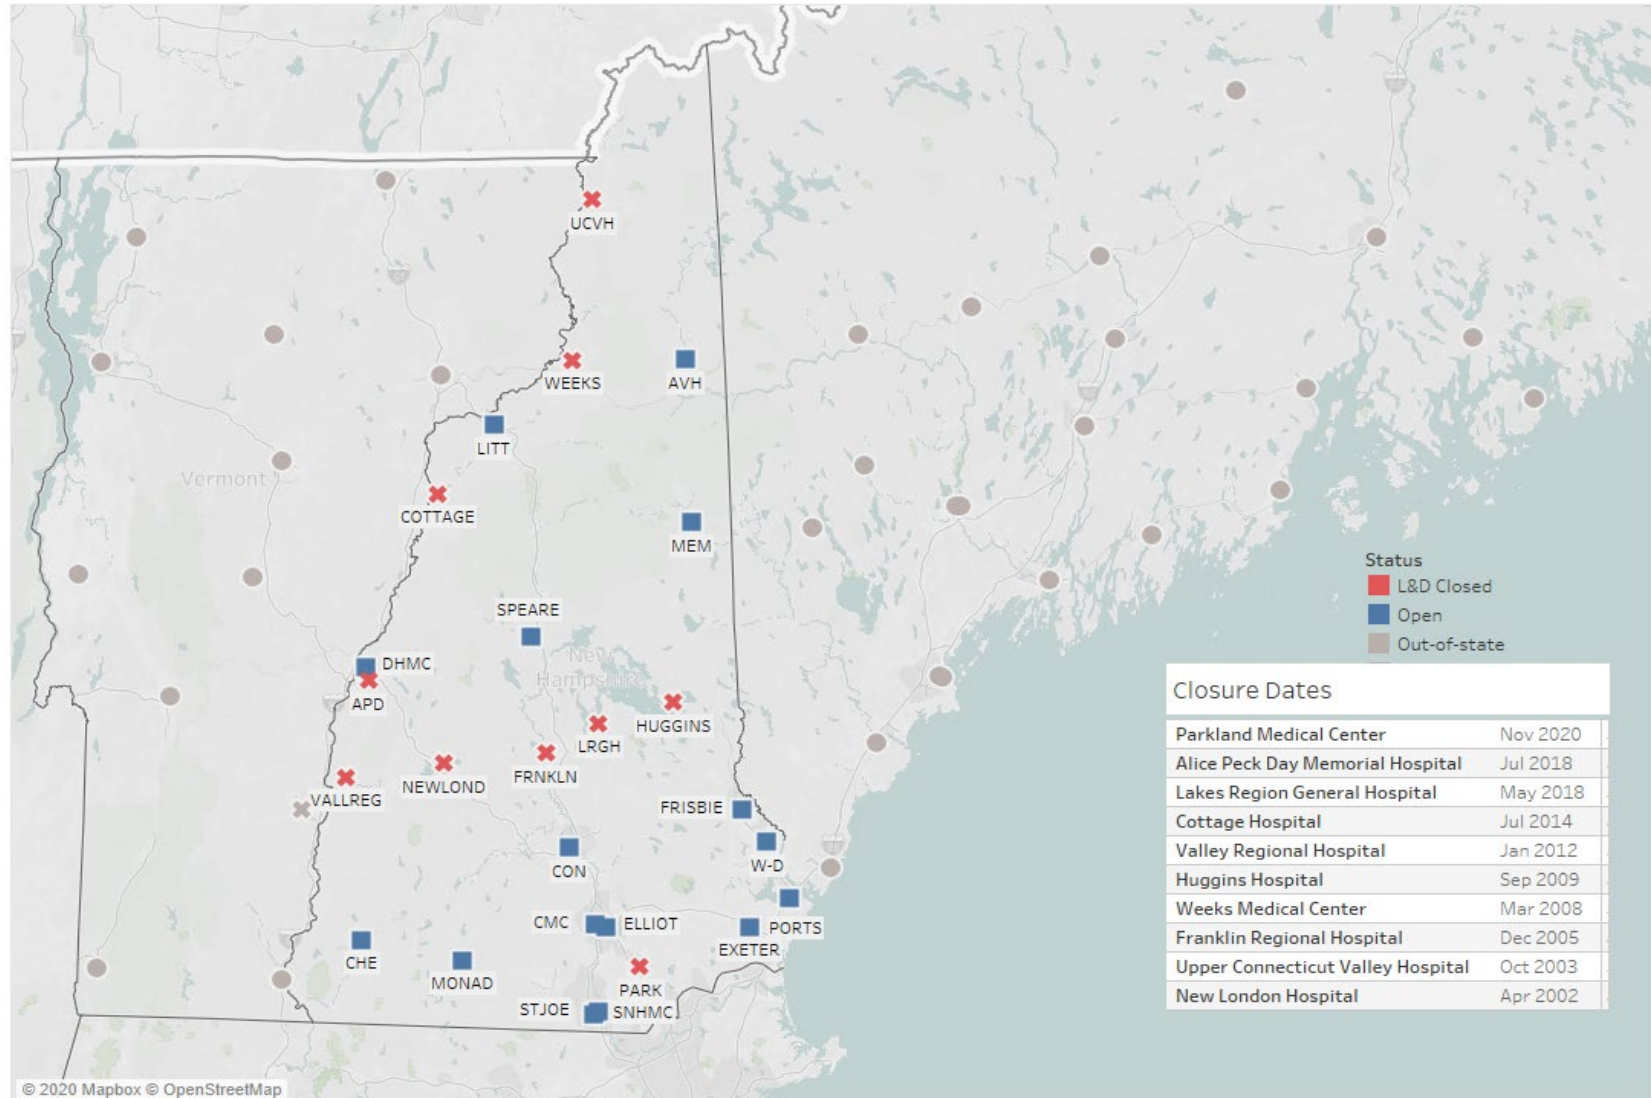 UCVH
WEEKS
AVH
LITT
Vermont
COTTAGE
MEM
Status
L&D Closed
Open
Out-of-state
SPEARE
New
Hampshire
DHMC
APD
HUGGINS
LRGH
FRNKLN
NEWLOND
VALLREG
FRISBIE
W-D
CON
CMC
ELLIOT
PORTS
EXETER
CHE
MONAD
PARK
STJOE
SNHMC
Closure Dates
Parkland Medical Center Nov 2020
Alice Peck Day Memorial Hospital Jul 2018
Lakes Region General Hospital May 2018
Cottage Hospital Jul 2014
Valley Regional Hospital Jan 2012
Huggins Hospital Sep 2009
Weeks Medical Center Mar 2008
Franklin Regional Hospital Dec 2005
Upper Connecticut Valley Hospital Oct 2003
New London Hospital Apr 2002
© 2020 Mapbox © OpenStreetMap